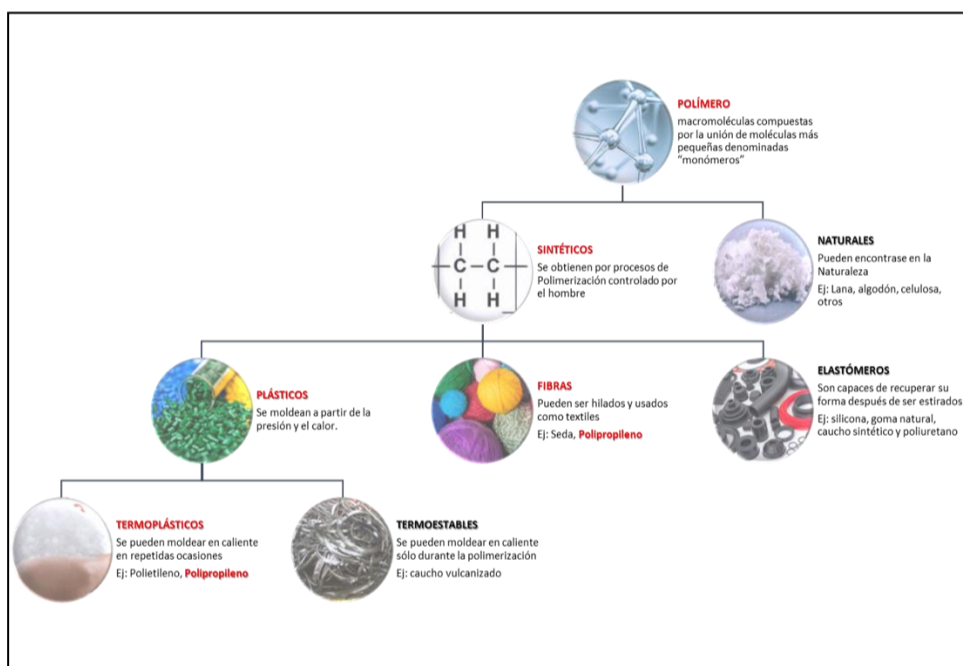 POLÍMERO
macromoléculas compuestas
por la unión de moléculas más
pequeñas denominadas
"monómeros"
H H
C C
H H
SINTÉTICOS
Se obtienen por procesos de
Polimerización controlado por
el hombre
NATURALES
Pueden encontrase en la
Naturaleza
Ej: Lana, algodón, celulosa,
otros
PLÁSTICOS
Se moldean a partir de la
presión y el calor.
FIBRAS
Pueden ser hilados y usados
como textiles
Ej: Seda, Polipropileno
ELASTÓMEROS
Son capaces de recuperar su
forma después de ser estirados
Ej: silicona, goma natural,
caucho sintético y poliuretano
TERMOPLÁSTICOS
Se pueden moldear en caliente
en repetidas ocasiones
Ej: Polietileno, Polipropileno
TERMOESTABLES
Se pueden moldear en caliente
sólo durante la polimerización
Ej: caucho vulcanizado